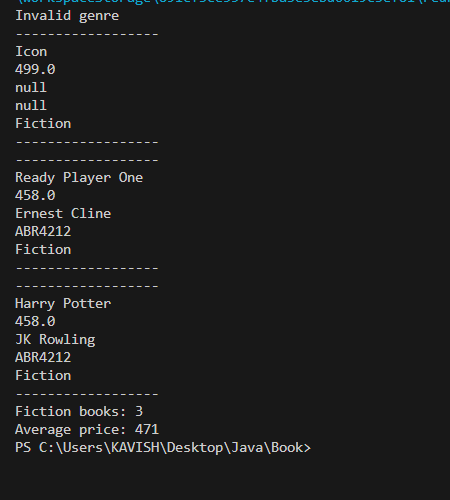 Invalid genre
------------------
Icon
499.0
null
null
Fiction
------------------
------------------
Ready Player One
458.0
Ernest Cline
ABR4212
Fiction
------------------
------------------
Harry Potter
458.0
JK Rowling
ABR4212
Fiction
------------------
Fiction books: 3
Average price: 471
PS C:\Users\KAVISH\Desktop\Java\Book>